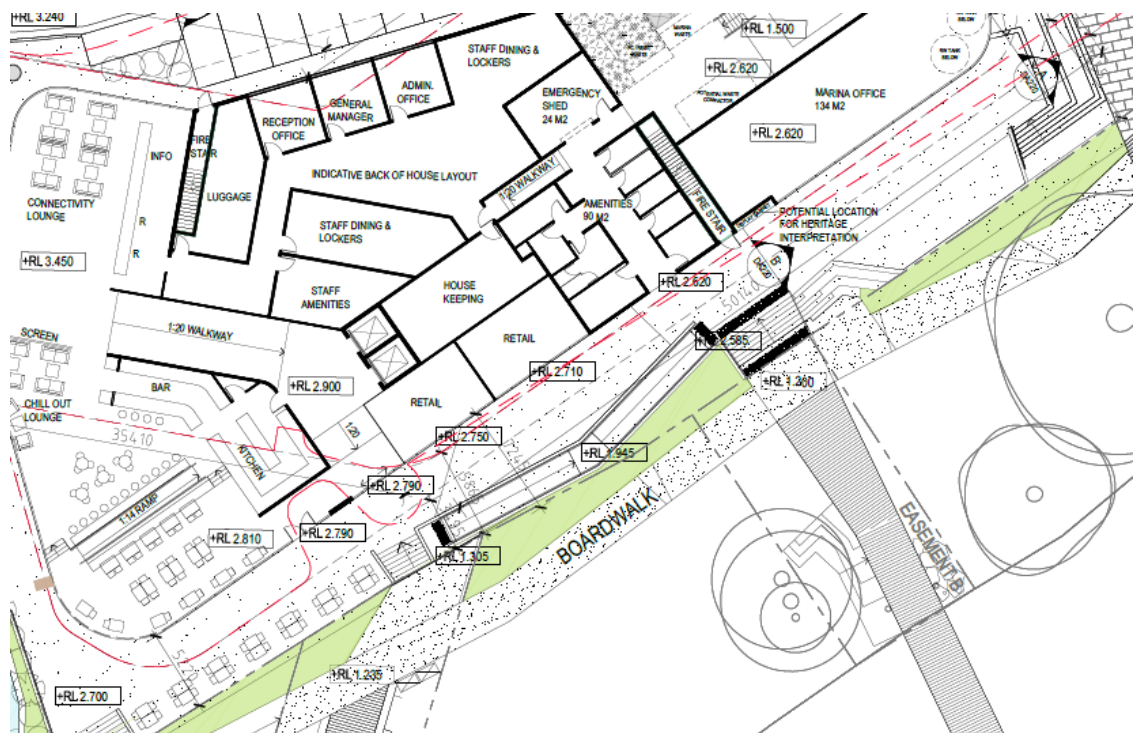 +RL 3.240
+RL 1.500
+RL 2.620
MARINA OFFICE
134 M2
+RL 2.620
STAFF DINING &
LOCKERS
ADMIN.
OFFICE
GENERAL
MANAGER
RECEPTION
OFFICE
EMERGENCY
SHED
24 M2
FIRE
STAIR
INFO
LUGGAGE
INDICATIVE BACK OF HOUSE LAYOUT
1:20 WALKWAY
CONNECTIVITY
LOUNGE
R
R
STAFF DINING &
LOCKERS
AMENITIES
90 M2
FIRE STAIR
POTENTIAL LOCATION
FOR HERITAGE
INTERPRETATION
+RL 3.450
STAFF
AMENITIES
HOUSE
KEEPING
+RL 2.620
50140
B
DA220
A
DA220
SCREEN
1:20 WALKWAY
RETAIL
+RL 2.585
BAR
+RL 2.900
+RL 2.710
CHILL OUT
LOUNGE
35410
KITCHEN
1:20
RETAIL
+RL 2.750
+RL 1.945
1:14 RAMP
+RL 2.790
+RL 2.810
+RL 2.790
+RL 1.305
BOARDWALK
EASEMENT B
+RL 1.235
+RL 2.700